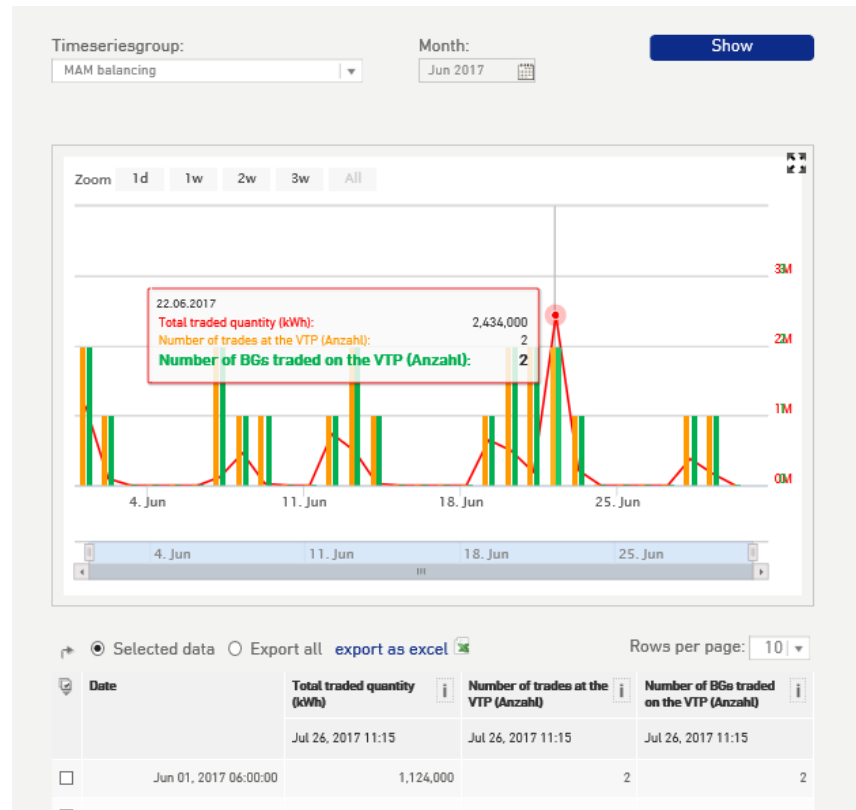 Timeseriesgroup: Month: Show
MAM balancing Jun 2017
Zoom 1d 1w 2w 3w All
22.06.2017
Total traded quantity (kWh): 2,434,000
Number of trades at the VTP (Anzahl): 2
Number of BGs traded on the VTP (Anzahl): 2
4. Jun 11. Jun 18. Jun 25. Jun
4. Jun 11. Jun 18. Jun 25. Jun
Selected data Export all export as excel Rows per page: 10
Date Total traded quantity (kWh) i Number of trades at the VTP (Anzahl) i Number of BGs traded on the VTP (Anzahl) i
Jul 26, 2017 11:15 Jul 26, 2017 11:15 Jul 26, 2017 11:15
Jun 01, 2017 06:00:00 1,124,000 2 2